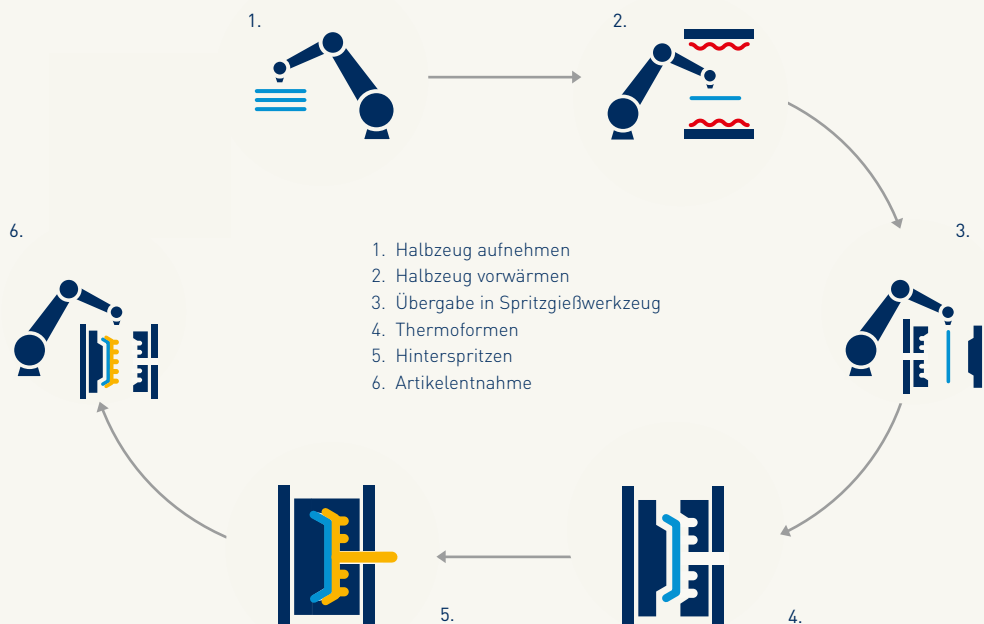 1.
2.
6.
3.
1. Halbzeug aufnehmen
2. Halbzeug vorwärmen
3. Übergabe in Spritzgießwerkzeug
4. Thermoformen
5. Hinterspritzen
6. Artikelentnahme
5.
4.